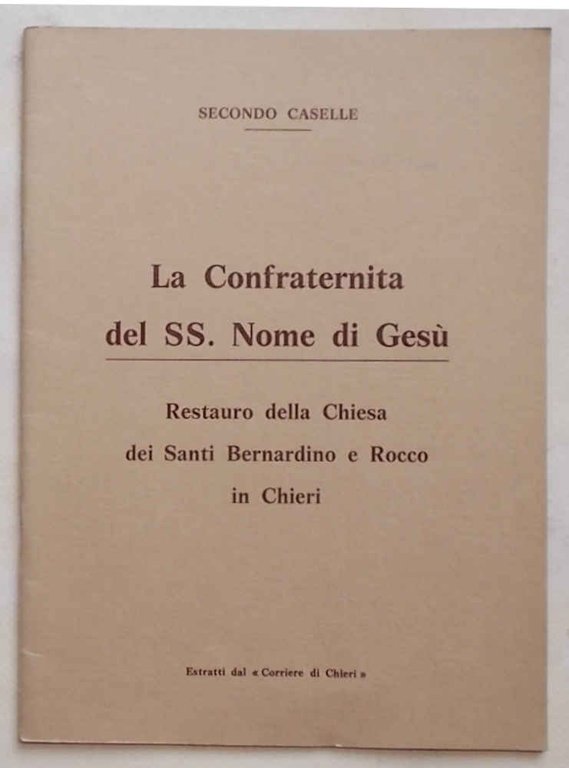 SECONDO CASELLE
La Confraternita
del SS. Nome di Gesù
Restauro della Chiesa
dei Santi Bernardino e Rocco
in Chieri
Estratti dal « Corriere di Chieri »